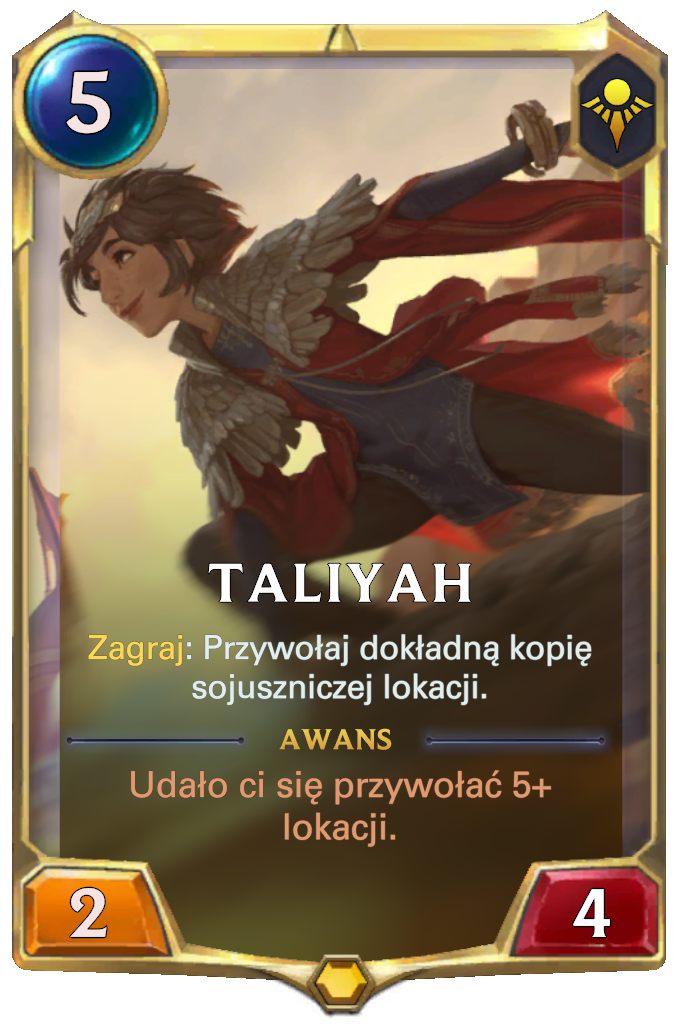 5
TALIYAH
Zagraj: Przywołaj dokładną kopię
sojuszniczej lokacji.
AWANS
Udało ci się przywołać 5+
lokacji.
2
4